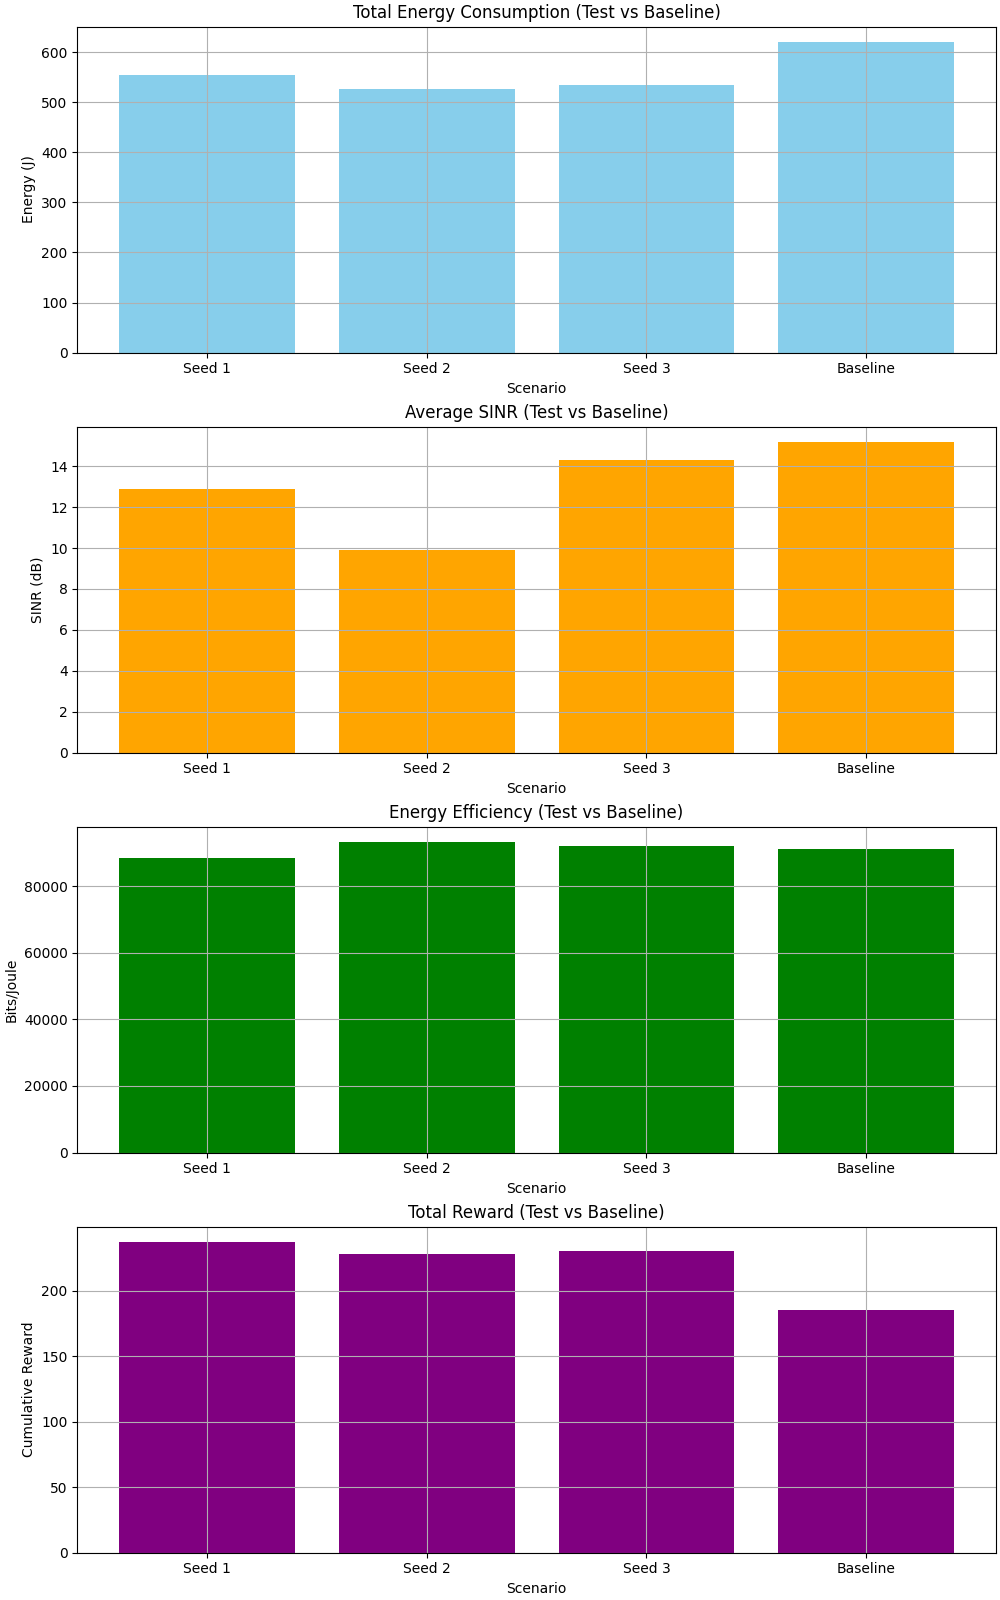 Total Energy Consumption (Test vs Baseline)
600
500
400
300
200
100
0
Energy (J)
Seed 1 Seed 2 Seed 3 Baseline
Scenario
Average SINR (Test vs Baseline)
14
12
10
8
6
4
2
0
SINR (dB)
Seed 1 Seed 2 Seed 3 Baseline
Scenario
Energy Efficiency (Test vs Baseline)
80000
60000
40000
20000
0
Bits/Joule
Seed 1 Seed 2 Seed 3 Baseline
Scenario
Total Reward (Test vs Baseline)
200
150
100
50
0
Cumulative Reward
Seed 1 Seed 2 Seed 3 Baseline
Scenario